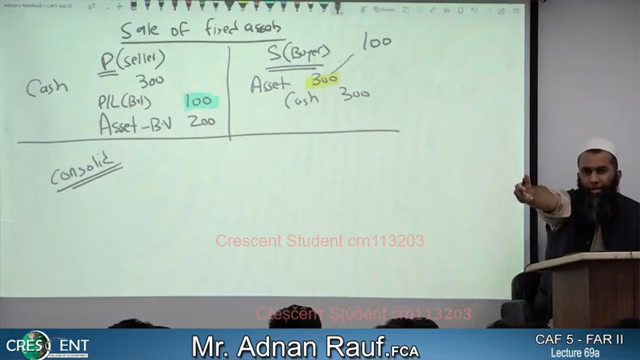 Sale of fixed assets
P(seller)
Cash 300
P/L(Bal) 100
Asset-BV 200
S(Buyer)
100
Asset 300
Cash 300
Consolid
Crescent Student crn113203
Crescent Student crn113203
CRESCENT
Mr. Adnan Rauf.FCA
CAF 5 - FAR II
Lecture 69a